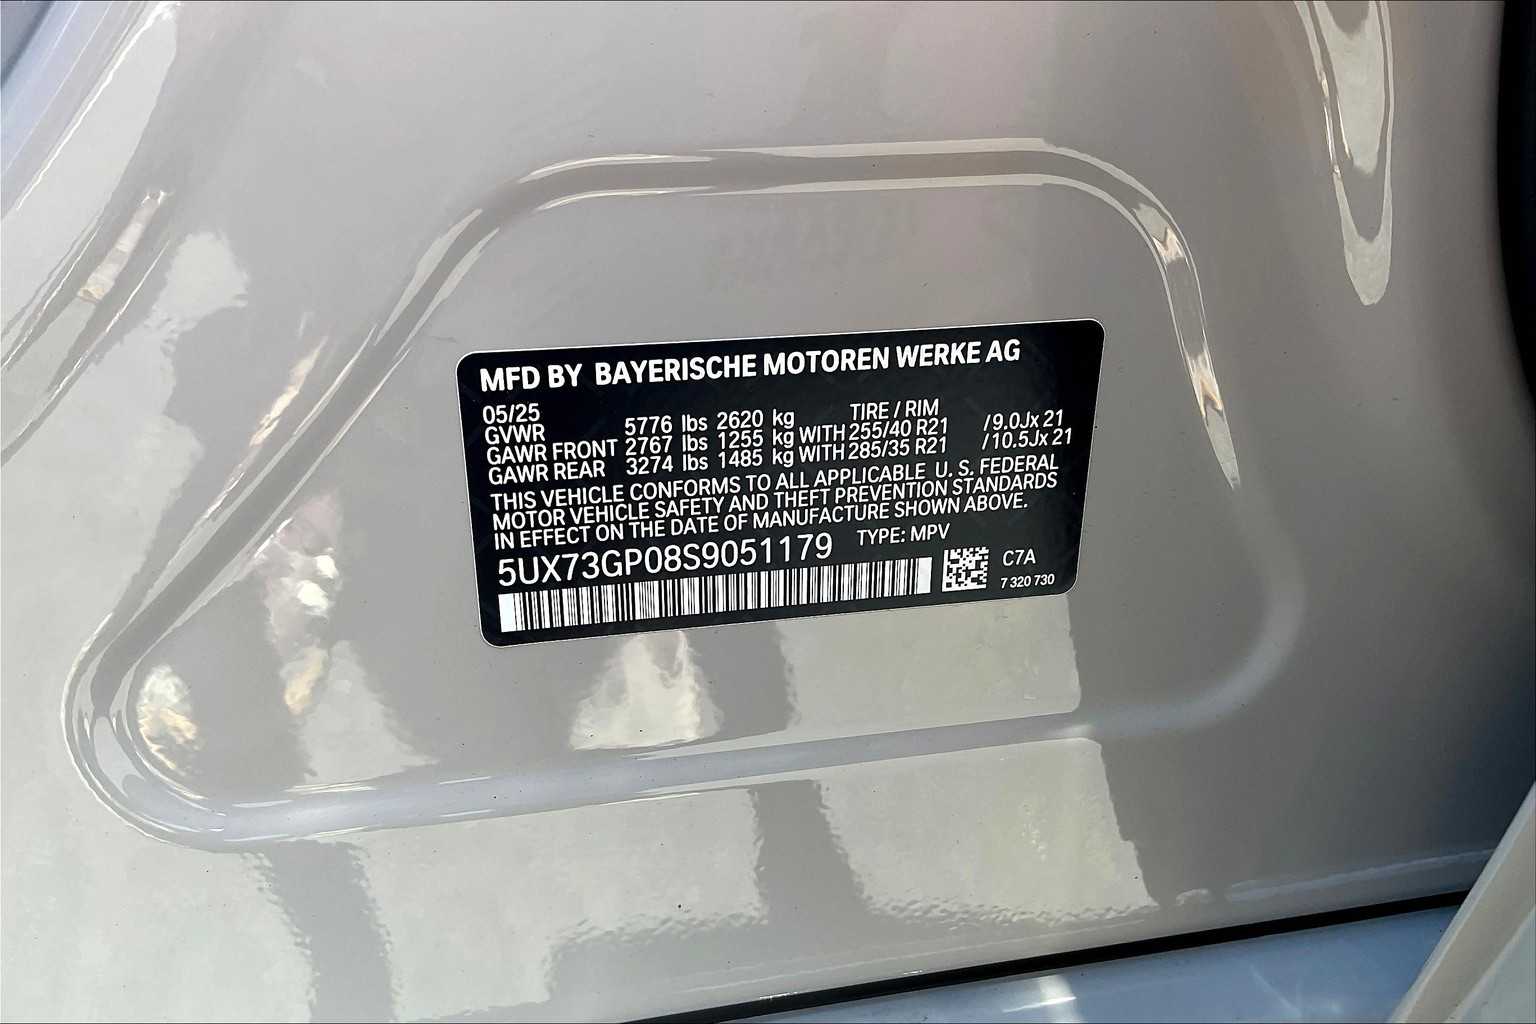 MFD BY BAYERISCHE MOTOREN WERKE AG
05/25 TIRE / RIM
GVWR 5776 lbs 2620 kg
GAWR FRONT 2767 lbs 1255 kg WITH 255/40 R21 /9.0Jx 21
GAWR REAR 3274 lbs 1485 kg WITH 285/35 R21 /10.5Jx 21
THIS VEHICLE CONFORMS TO ALL APPLICABLE U. S. FEDERAL
MOTOR VEHICLE SAFETY AND THEFT PREVENTION STANDARDS
IN EFFECT ON THE DATE OF MANUFACTURE SHOWN ABOVE.
5UX73GP08S9051179 TYPE: MPV
C7A
7 320 730